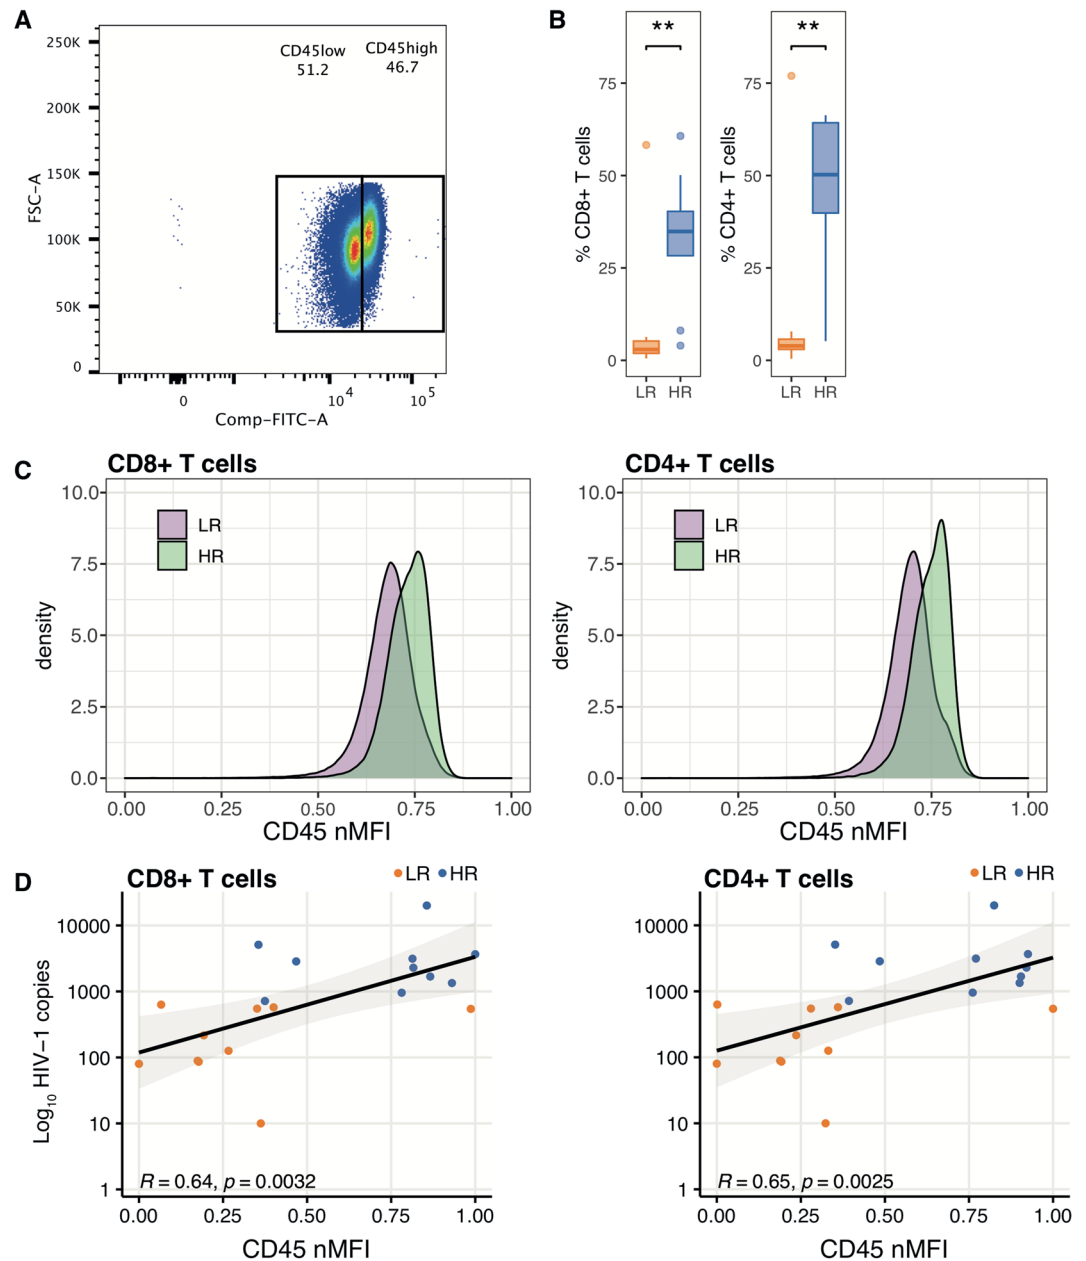 A
250K
200K
150K
100K
50K
0
FSC-A
CD45low
51.2
CD45high
46.7
0
10^4
10^5
Comp-FITC-A
B
**
75
50
25
0
% CD8+ T cells
LR
HR
**
75
50
25
0
% CD4+ T cells
LR
HR
C
CD8+ T cells
10.0
7.5
5.0
2.5
0.0
density
LR
HR
0.00
0.25
0.50
0.75
1.00
CD45 nMFI
CD4+ T cells
10.0
7.5
5.0
2.5
0.0
density
LR
HR
0.00
0.25
0.50
0.75
1.00
CD45 nMFI
D
CD8+ T cells
LR HR
10000
1000
100
10
1
Log10 HIV-1 copies
R = 0.64, p = 0.0032
0.00
0.25
0.50
0.75
1.00
CD45 nMFI
CD4+ T cells
LR HR
10000
1000
100
10
1
R = 0.65, p = 0.0025
0.00
0.25
0.50
0.75
1.00
CD45 nMFI